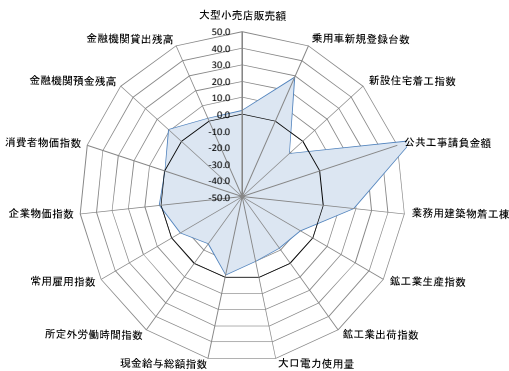 大型小売店販売額
乗用車新規登録台数
新設住宅着工指数
公共工事請負金額
業務用建築物着工棟
鉱工業生産指数
鉱工業出荷指数
大口電力使用量
現金給与総額指数
所定外労働時間指数
常用雇用指数
企業物価指数
消費者物価指数
金融機関預金残高
金融機関貸出残高
50.0
40.0
30.0
20.0
10.0
0.0
-10.0
-20.0
-30.0
-40.0
-50.0